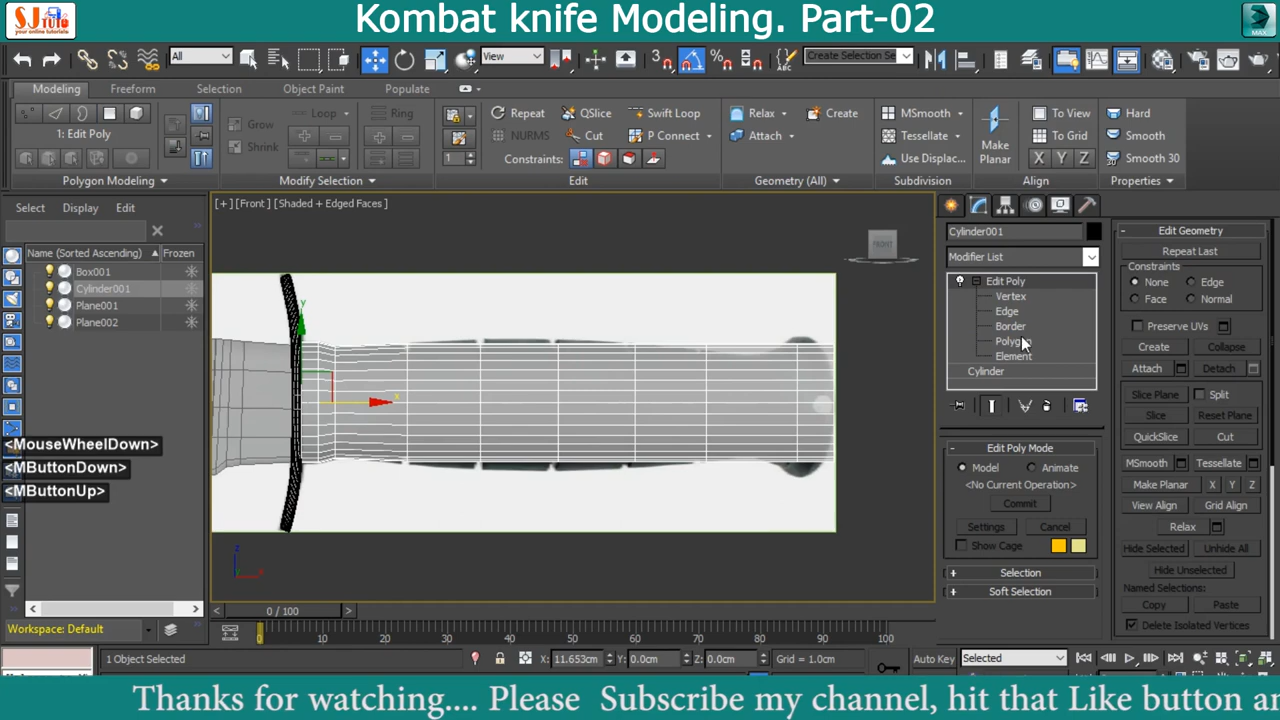 SJ TUTO
your online tutorials
Kombat knife Modeling. Part-02
MAX
All
View
Create Selection Se
Modeling
Freeform
Selection
Object Paint
Populate
1: Edit Poly
Grow
Shrink
Loop
Ring
Repeat
QSlice
Swift Loop
NURMS
Cut
P Connect
Constraints:
1
Relax
Create
Attach
MSmooth
Tessellate
Use Displac...
Make
Planar
To View
To Grid
X Y Z
Hard
Smooth
Smooth 30
Polygon Modeling
Modify Selection
Edit
Geometry (All)
Subdivision
Align
Properties
Select
Display
Edit
Name (Sorted Ascending)
Frozen
Box001
Cylinder001
Plane001
Plane002
<MouseWheelDown>
<MButtonDown>
<MButtonUp>
[+] [Front ] [Shaded + Edged Faces ]
FRONT
y
x
z
x
Cylinder001
Modifier List
Edit Poly
Vertex
Edge
Border
Polygon
Element
Cylinder
Edit Poly Mode
Model
Animate
<No Current Operation>
Commit
Settings
Cancel
Show Cage
Selection
Soft Selection
Edit Geometry
Repeat Last
Constraints
None
Edge
Face
Normal
Preserve UVs
Create
Collapse
Attach
Detach
Slice Plane
Split
Slice
Reset Plane
QuickSlice
Cut
MSmooth
Tessellate
Make Planar
X Y Z
View Align
Grid Align
Relax
Hide Selected
Unhide All
Hide Unselected
Named Selections:
Copy
Paste
Delete Isolated Vertices
Workspace: Default
0 / 100
0 10 20 30 40 50 60 70 80 90 100
1 Object Selected
X: 11.653cm
Y: 0.0cm
Z: 0.0cm
Grid = 1.0cm
Auto Key
Selected
Thanks for watching.... Please Subscribe my channel, hit that Like button a